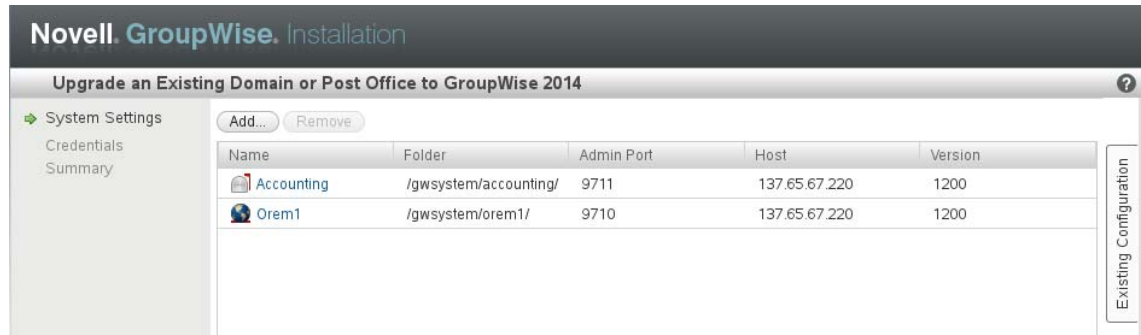 Novell. GroupWise. Installation
Upgrade an Existing Domain or Post Office to GroupWise 2014
?
System Settings
Credentials
Summary
Add... Remove
Name Folder Admin Port Host Version
Accounting /gwsystem/accounting/ 9711 137.65.67.220 1200
Orem1 /gwsystem/orem1/ 9710 137.65.67.220 1200
Existing Configuration